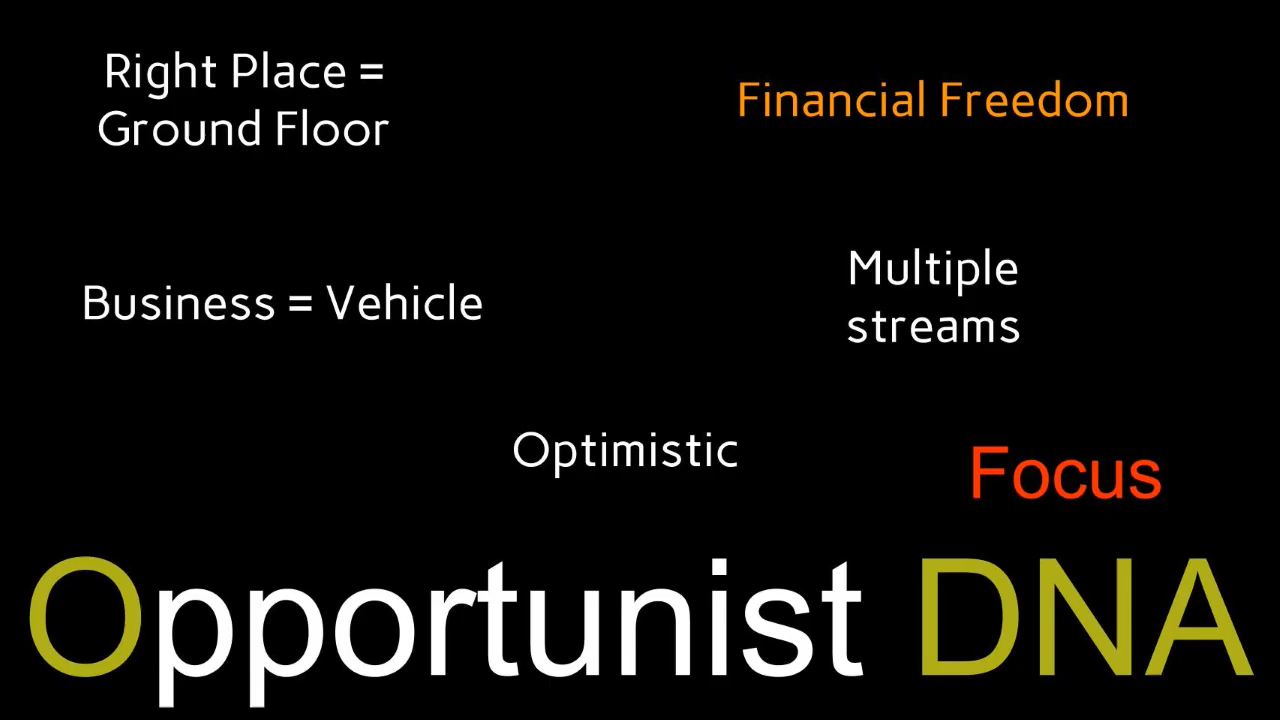 Right Place =
Ground Floor
Financial Freedom
Business = Vehicle
Multiple
streams
Optimistic
Focus
Opportunist DNA